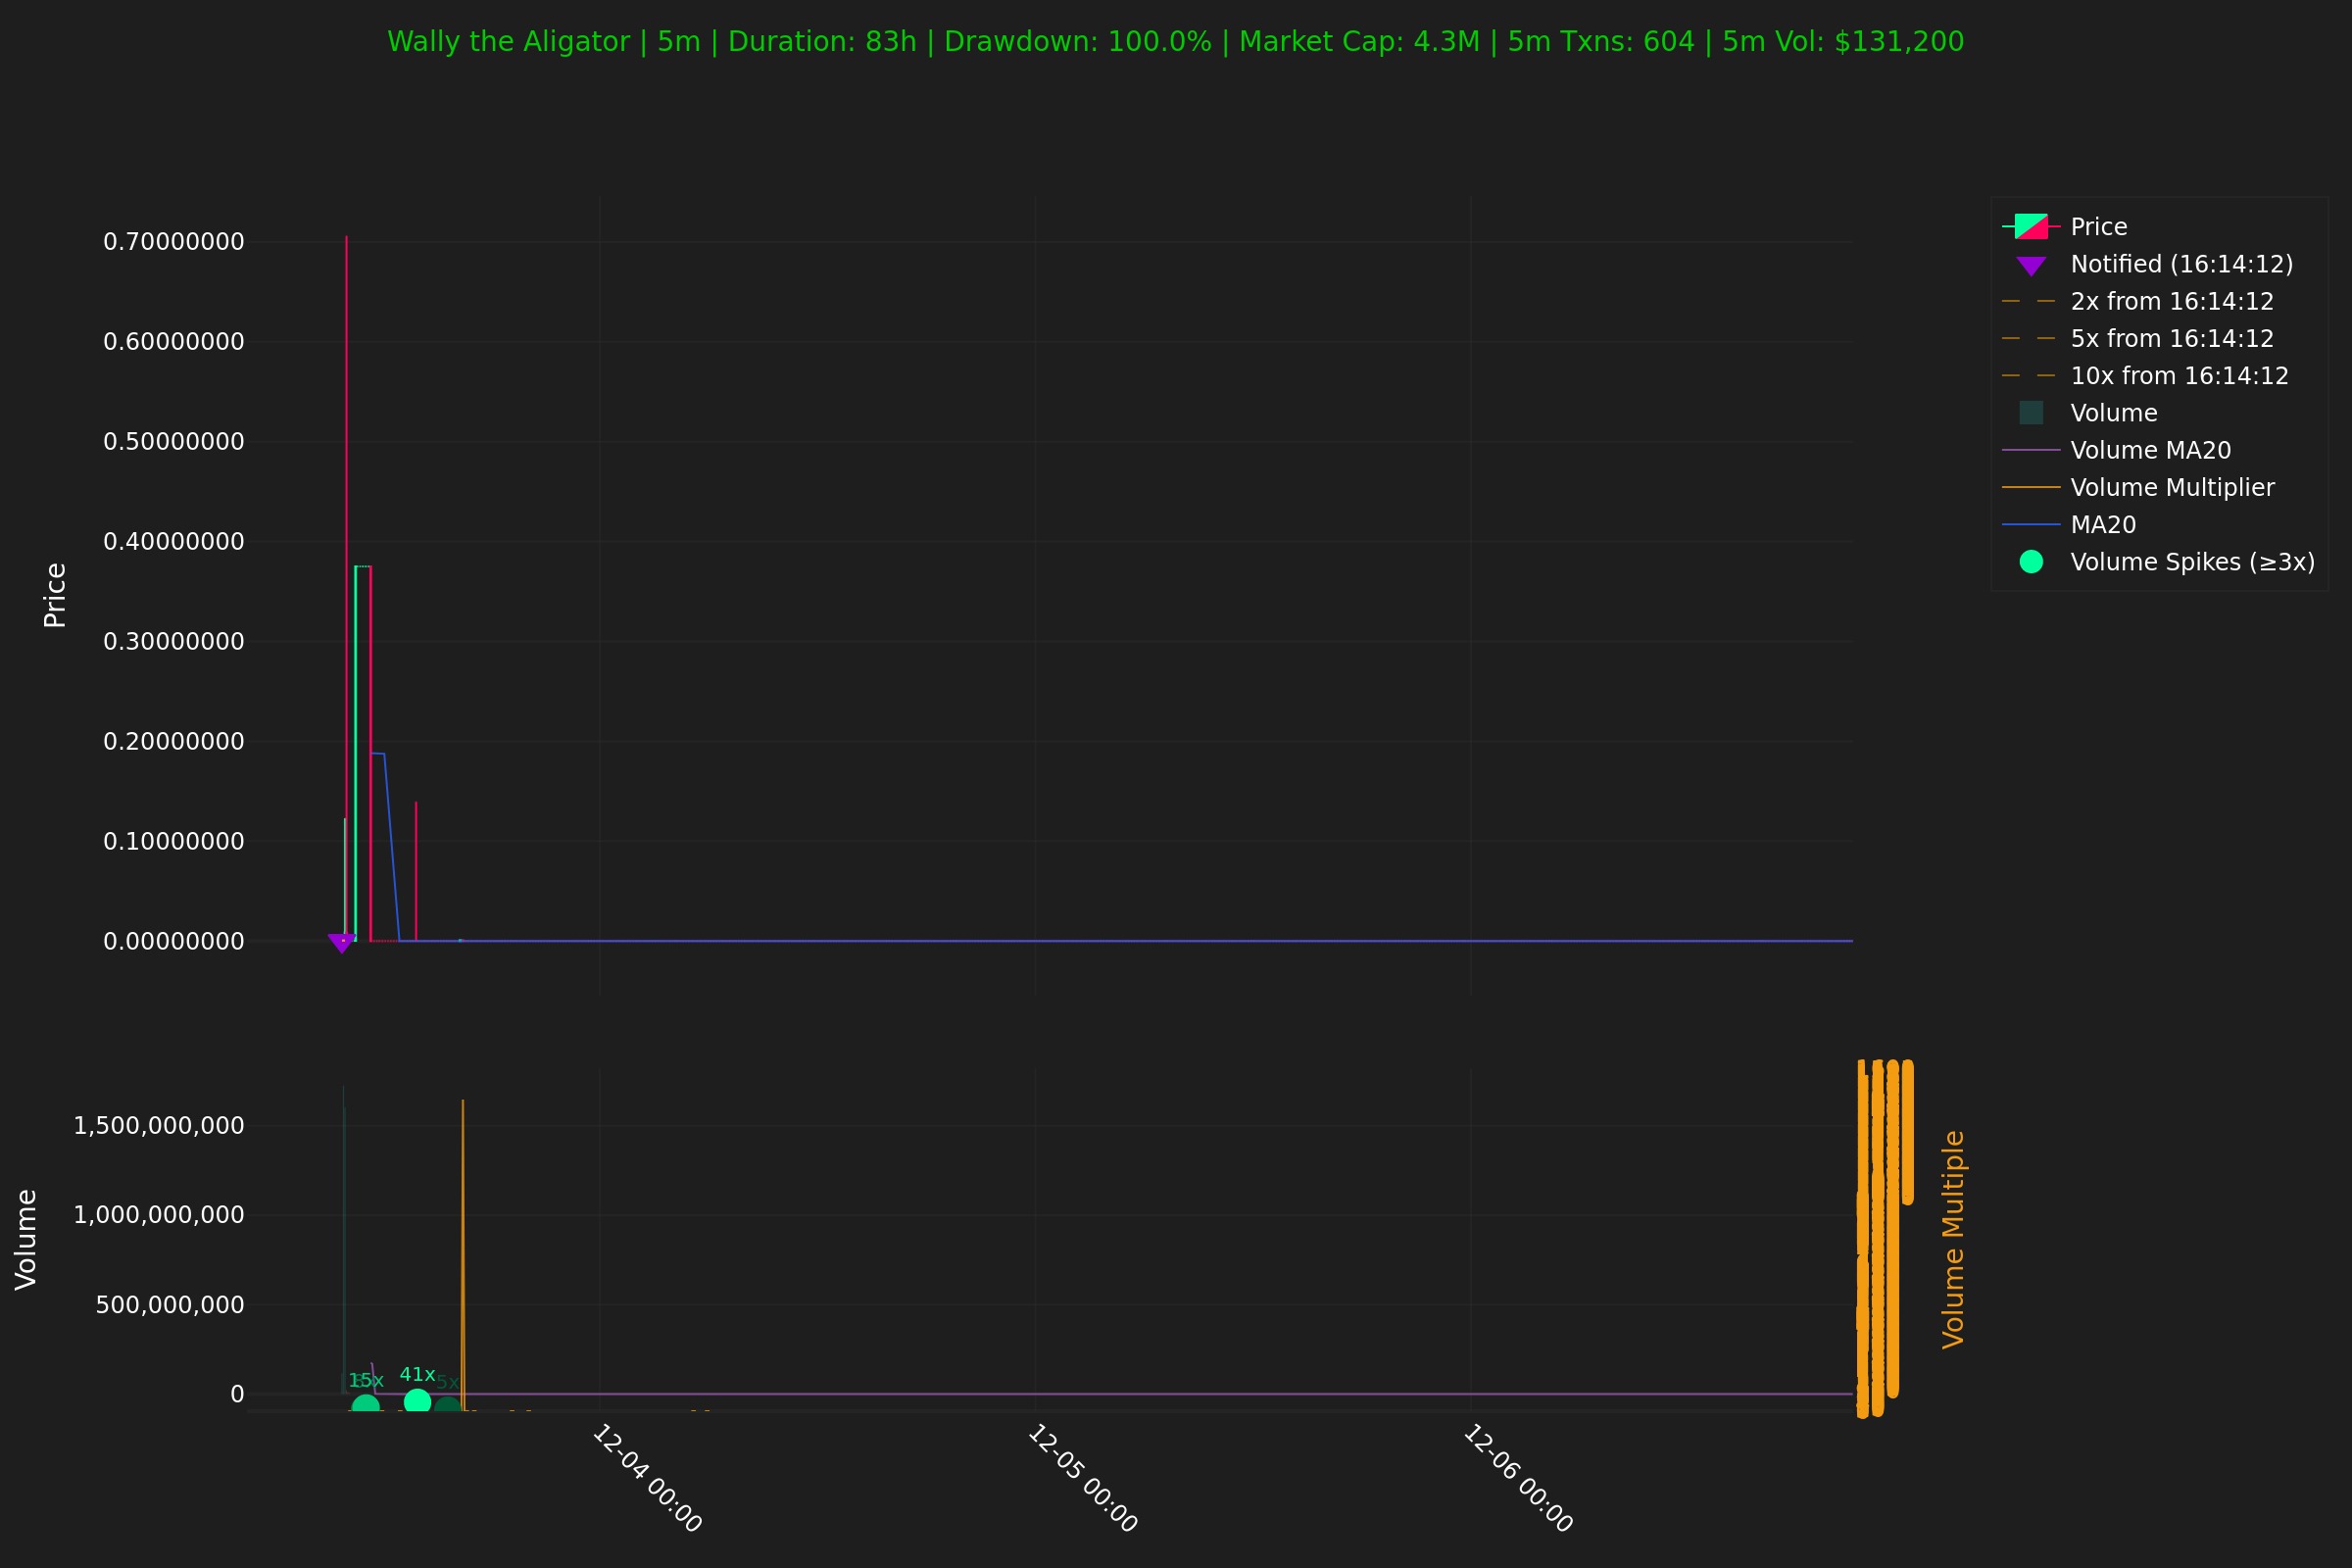 Wally the Aligator | 5m | Duration: 83h | Drawdown: 100.0% | Market Cap: 4.3M | 5m Txns: 604 | 5m Vol: $131,200
Price
0.70000000
0.60000000
0.50000000
0.40000000
0.30000000
0.20000000
0.10000000
0.00000000
Price
Notified (16:14:12)
2x from 16:14:12
5x from 16:14:12
10x from 16:14:12
Volume
Volume MA20
Volume Multiplier
MA20
Volume Spikes (≥3x)
Volume
1,500,000,000
1,000,000,000
500,000,000
0
15x
41x
5x
Volume Multiple
12-04 00:00
12-05 00:00
12-06 00:00